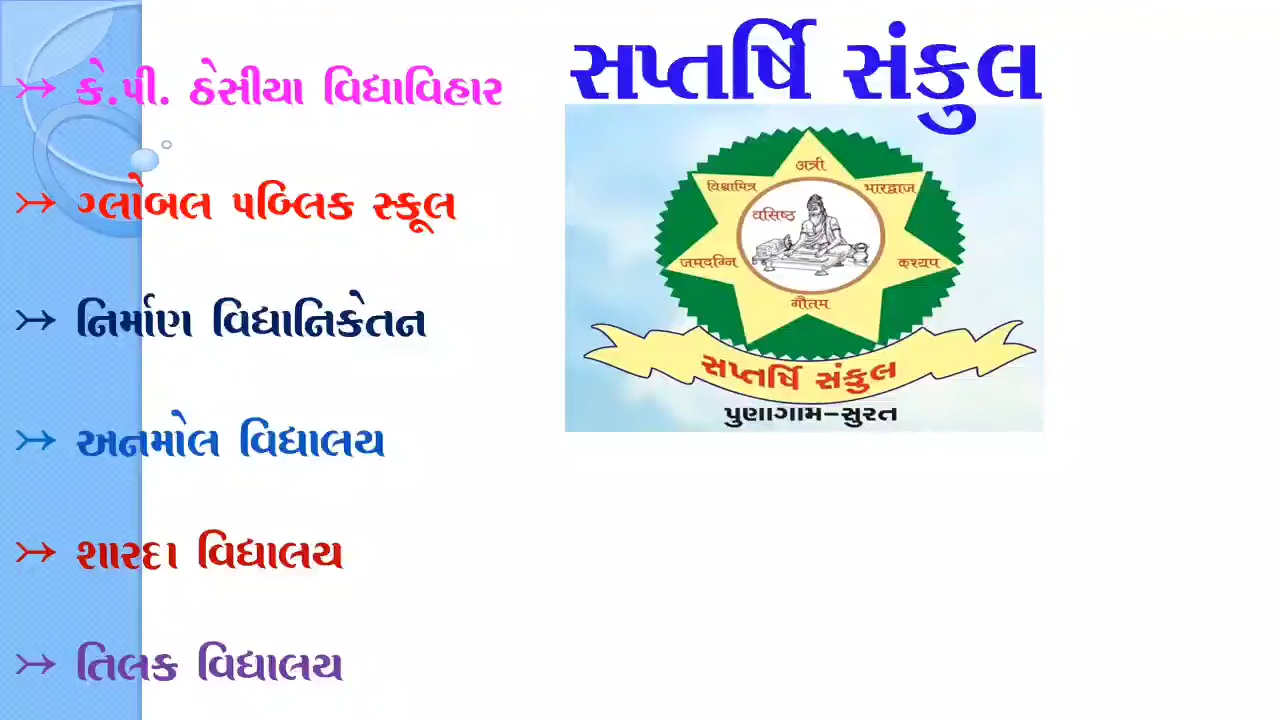 કે.પી. ઠેસીયા વિદ્યાવિહાર
ગ્લોબલ પબ્લિક સ્કૂલ
નિર્માણ વિદ્યાનિકેતન
અનમોલ વિદ્યાલય
શારદા વિદ્યાલય
તિલક વિદ્યાલય
સપ્તર્ષિ સંકુલ
अत्री
विश्वामित्र
भारद्वाज
वसिष्ठ
जमदग्नि
कश्यप
गौतम
સપ્તર્ષિ સંકુલ
પુણાગામ-સુરત